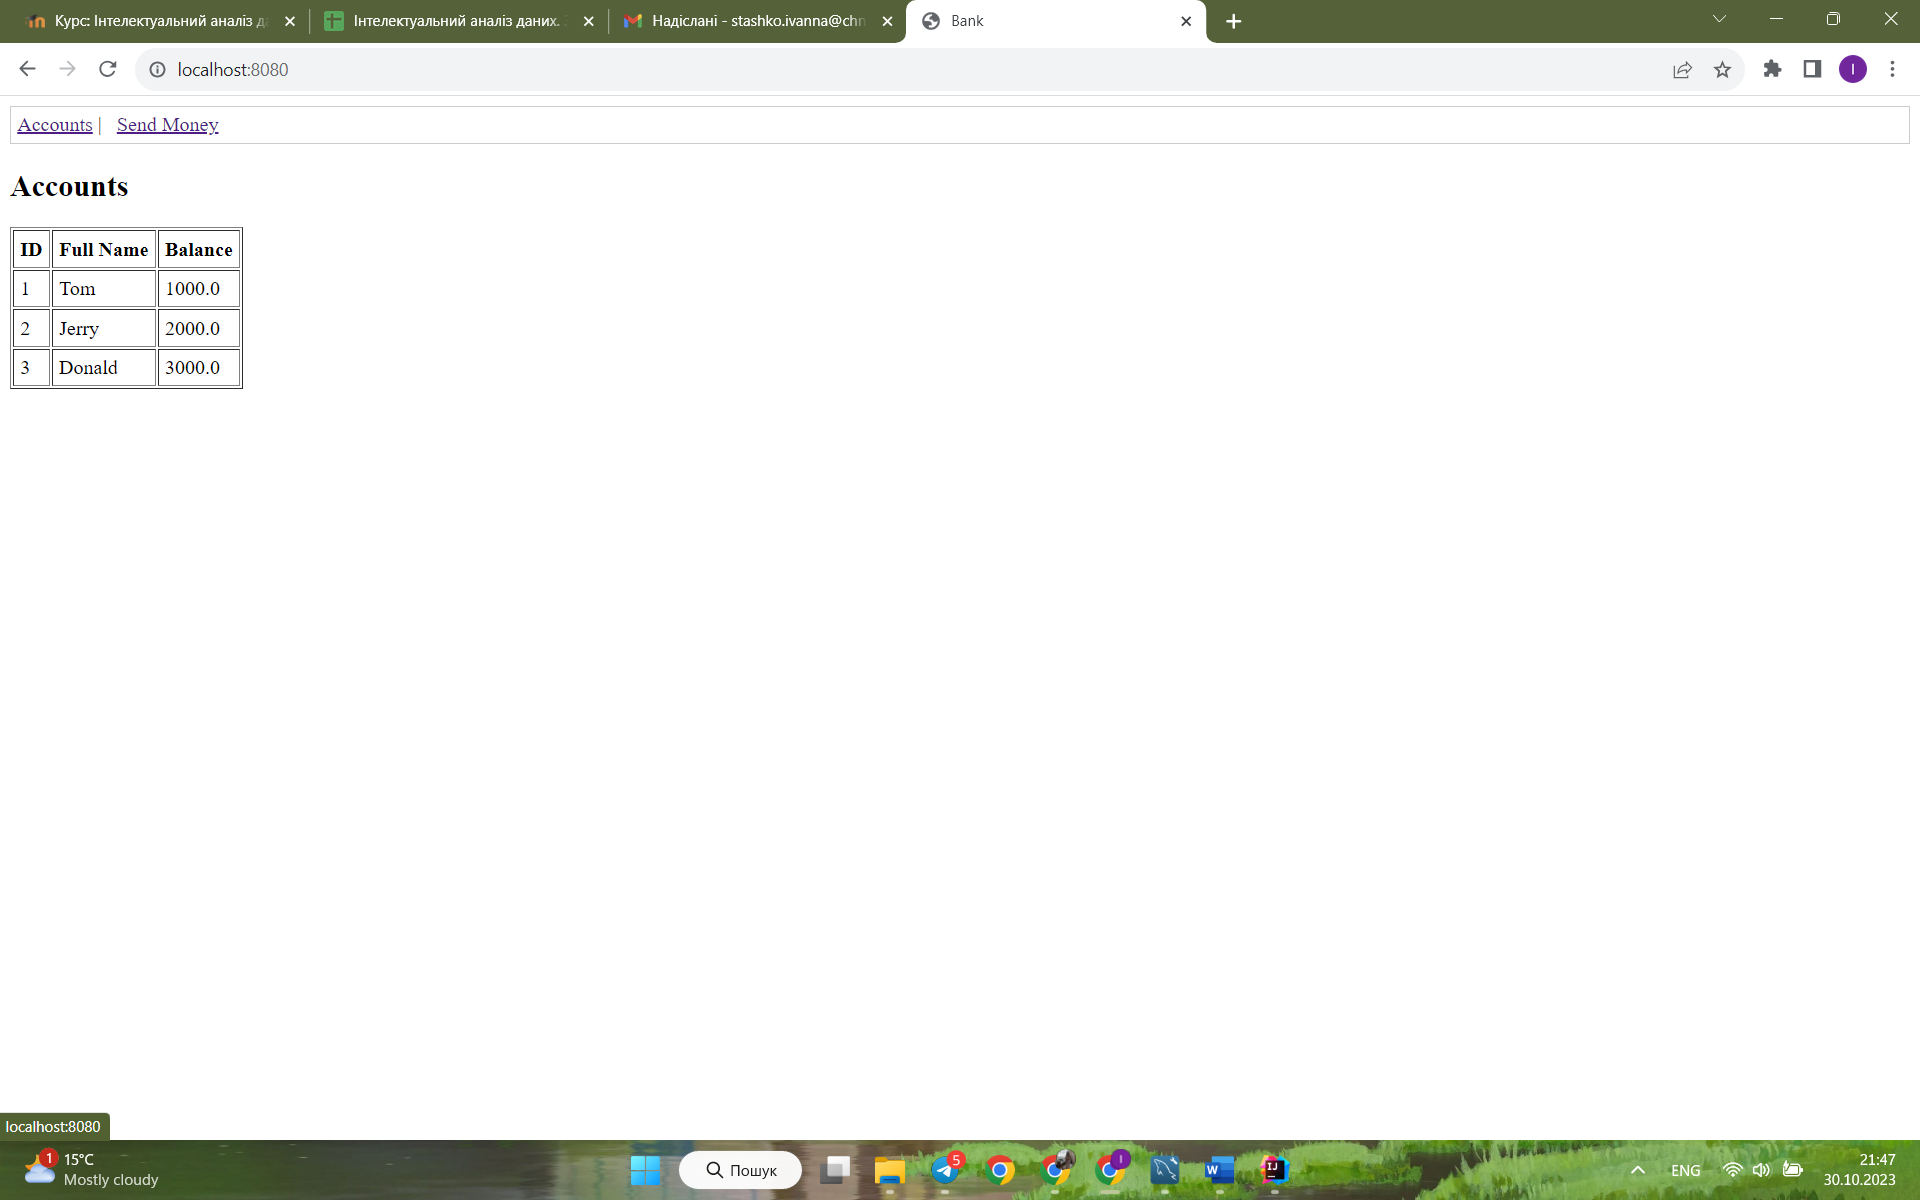 Курс: Інтелектуальний аналіз да
Інтелектуальний аналіз даних.
Надіслані - stashko.ivanna@chn
Bank
localhost:8080
I
Accounts | Send Money
Accounts
ID Full Name Balance
1 Tom 1000.0
2 Jerry 2000.0
3 Donald 3000.0
localhost:8080
1
15°C
Mostly cloudy
Пошук
5
I
W
IJ
ENG
21:47
30.10.2023